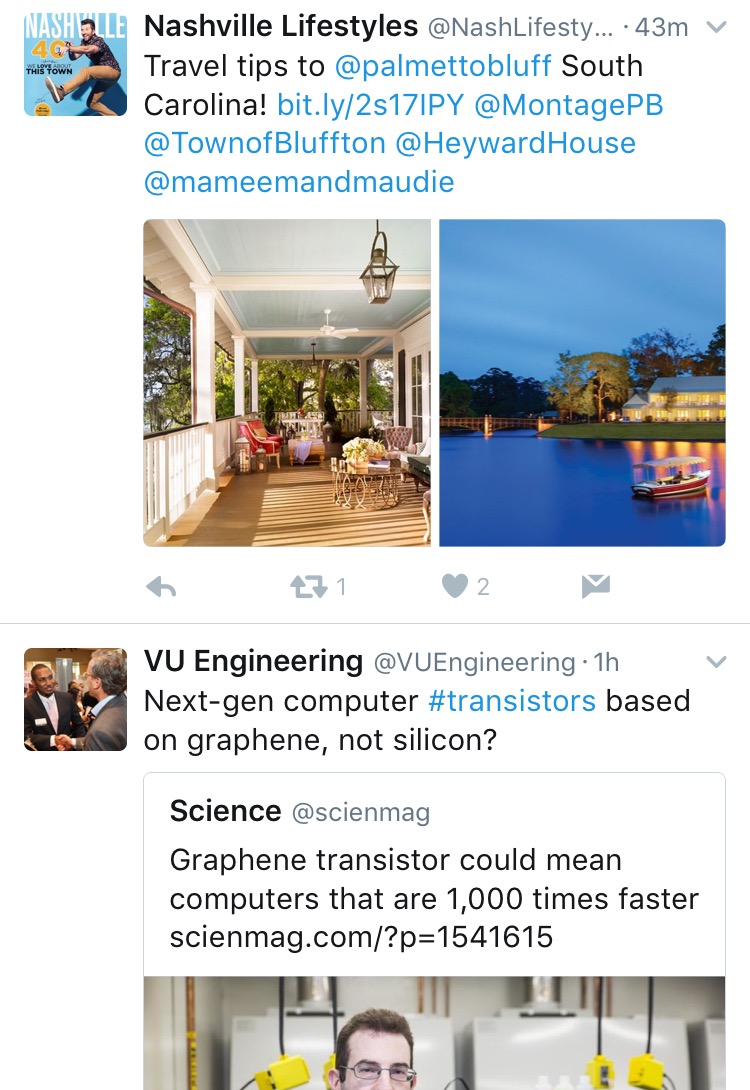 NASHVILLE
40
WE LOVE ABOUT
THIS TOWN
Nashville Lifestyles @NashLifesty... · 43m
Travel tips to @palmettobluff South
Carolina! bit.ly/2s17IPY @MontagePB
@TownofBluffton @HeywardHouse
@mameemandmaudie
1
2
VU Engineering @VUEngineering · 1h
Next-gen computer #transistors based
on graphene, not silicon?
Science @scienmag
Graphene transistor could mean
computers that are 1,000 times faster
scienmag.com/?p=1541615